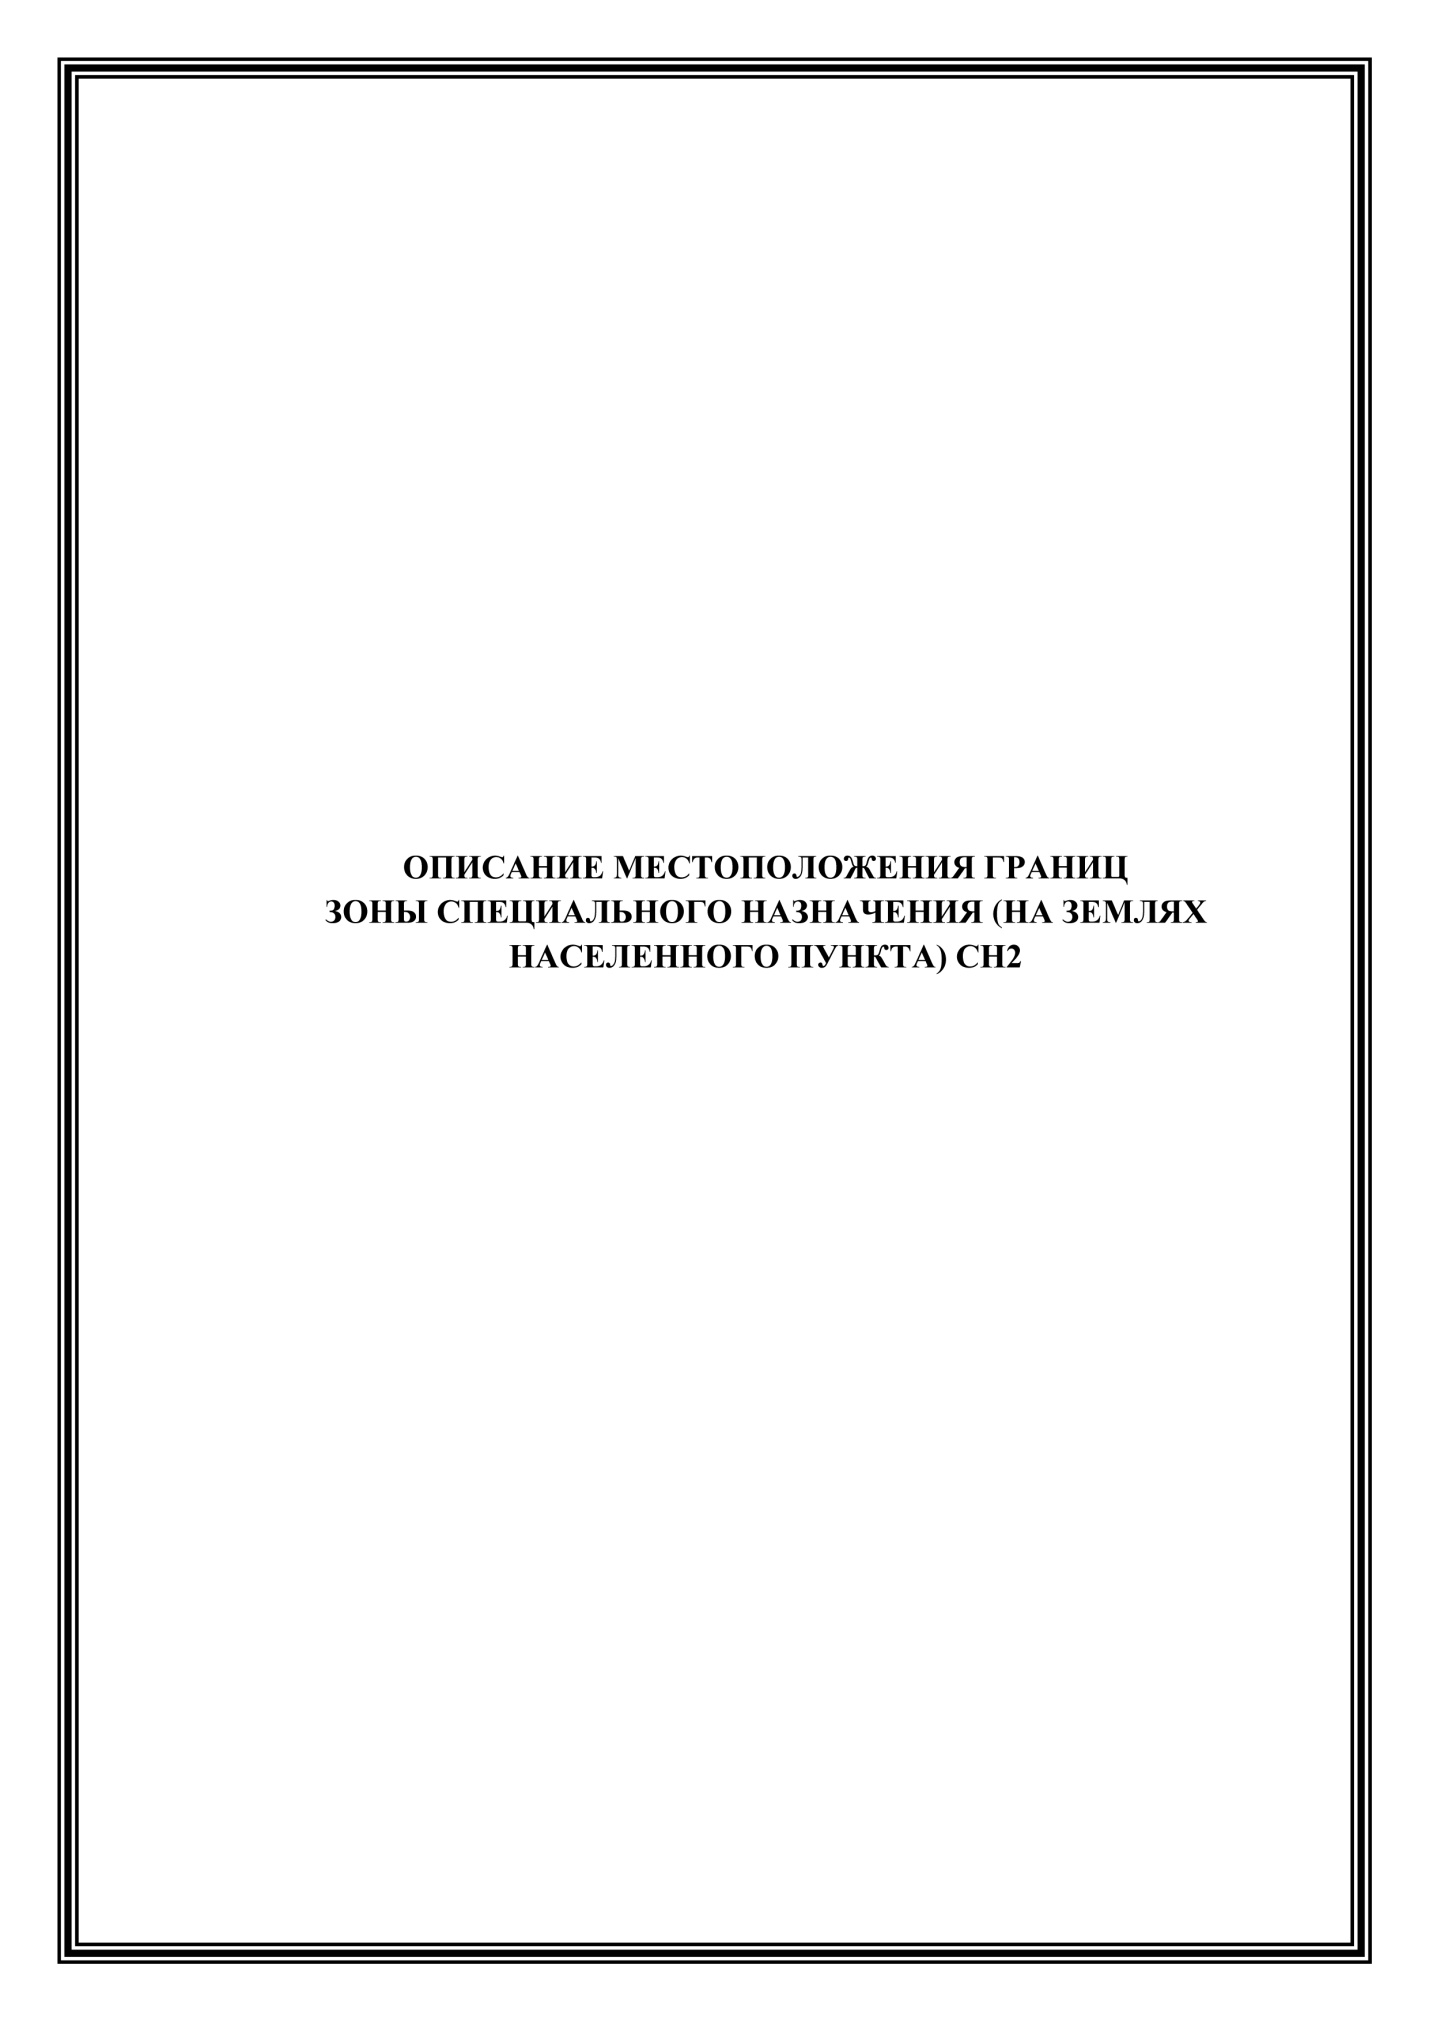 ОПИСАНИЕ МЕСТОПОЛОЖЕНИЯ ГРАНИЦ
ЗОНЫ СПЕЦИАЛЬНОГО НАЗНАЧЕНИЯ (НА ЗЕМЛЯХ
НАСЕЛЕННОГО ПУНКТА) СН2